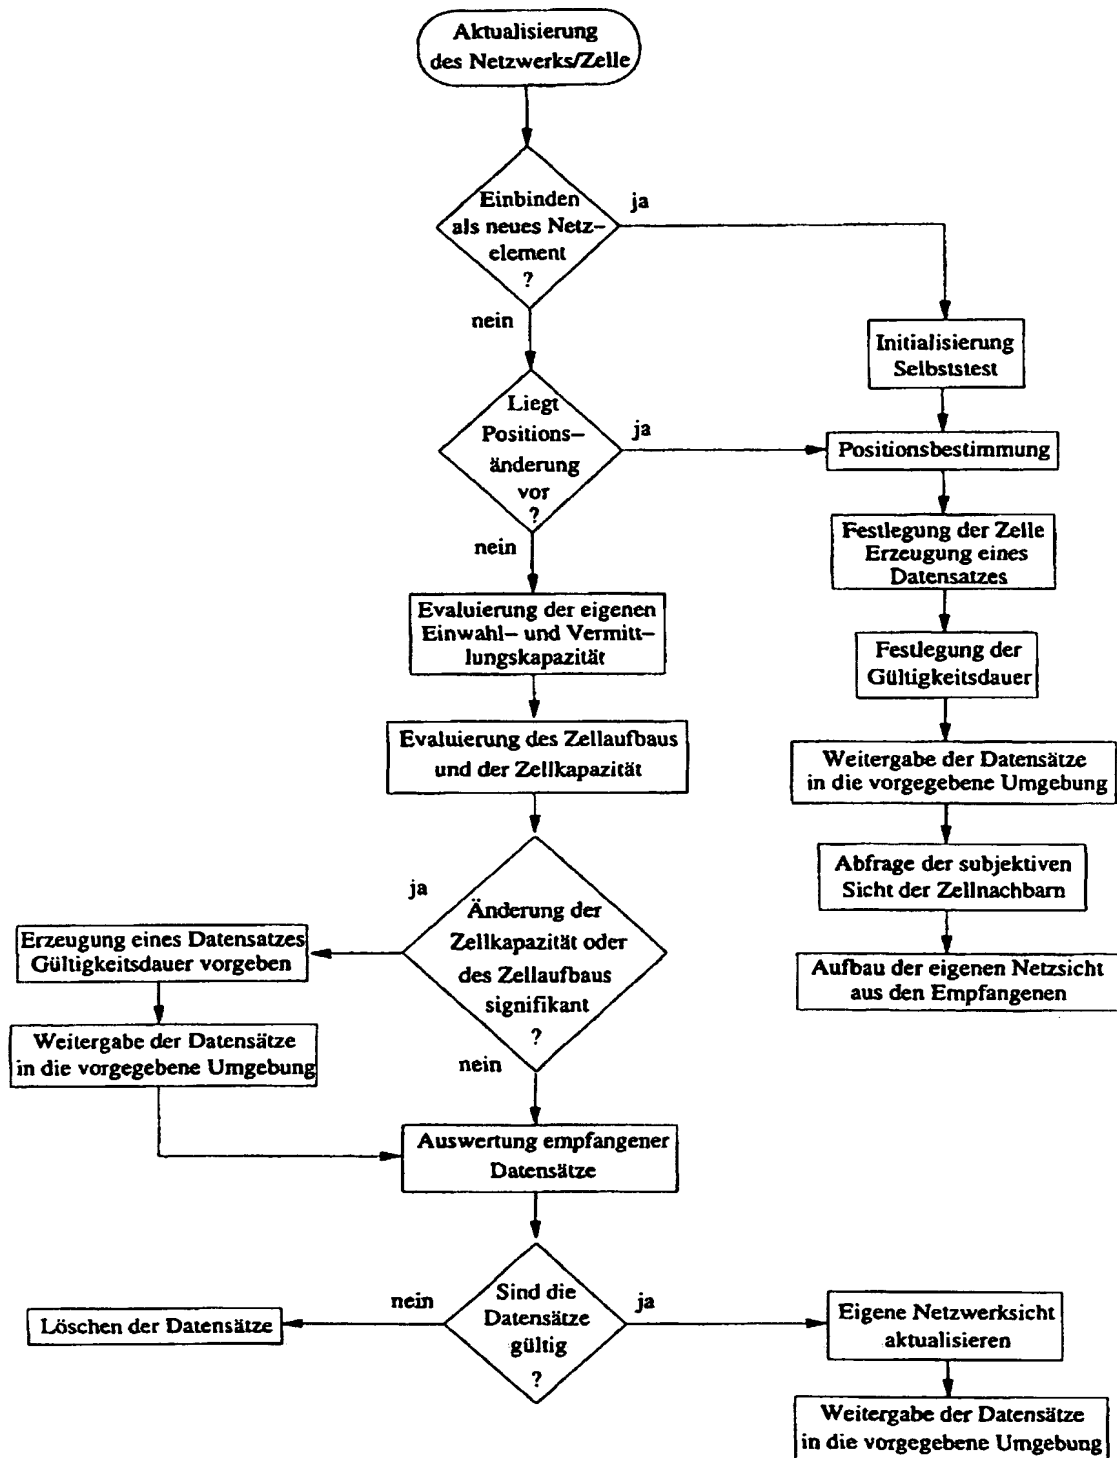 Aktualisierung
des Netzwerks/Zelle
Einbinden
als neues Netz-
element
?
ja
nein
Initialisierung
Selbststest
Liegt
Positions-
änderung
vor
?
ja
nein
Positionsbestimmung
Festlegung der Zelle
Erzeugung eines
Datensatzes
Evaluierung der eigenen
Einwahl- und Vermitt-
lungskapazität
Festlegung der
Gültigkeitsdauer
Evaluierung des Zellaufbaus
und der Zellkapazität
Weitergabe der Datensätze
in die vorgegebene Umgebung
Abfrage der subjektiven
Sicht der Zellnachbarn
ja
Änderung der
Zellkapazität oder
des Zellaufbaus
signifikant
?
nein
Erzeugung eines Datensatzes
Gültigkeitsdauer vorgeben
Aufbau der eigenen Netzsicht
aus den Empfangenen
Weitergabe der Datensätze
in die vorgegebene Umgebung
Auswertung empfangener
Datensätze
Sind die
Datensätze
gültig
?
nein
ja
Löschen der Datensätze
Eigene Netzwerksicht
aktualisieren
Weitergabe der Datensätze
in die vorgegebene Umgebung